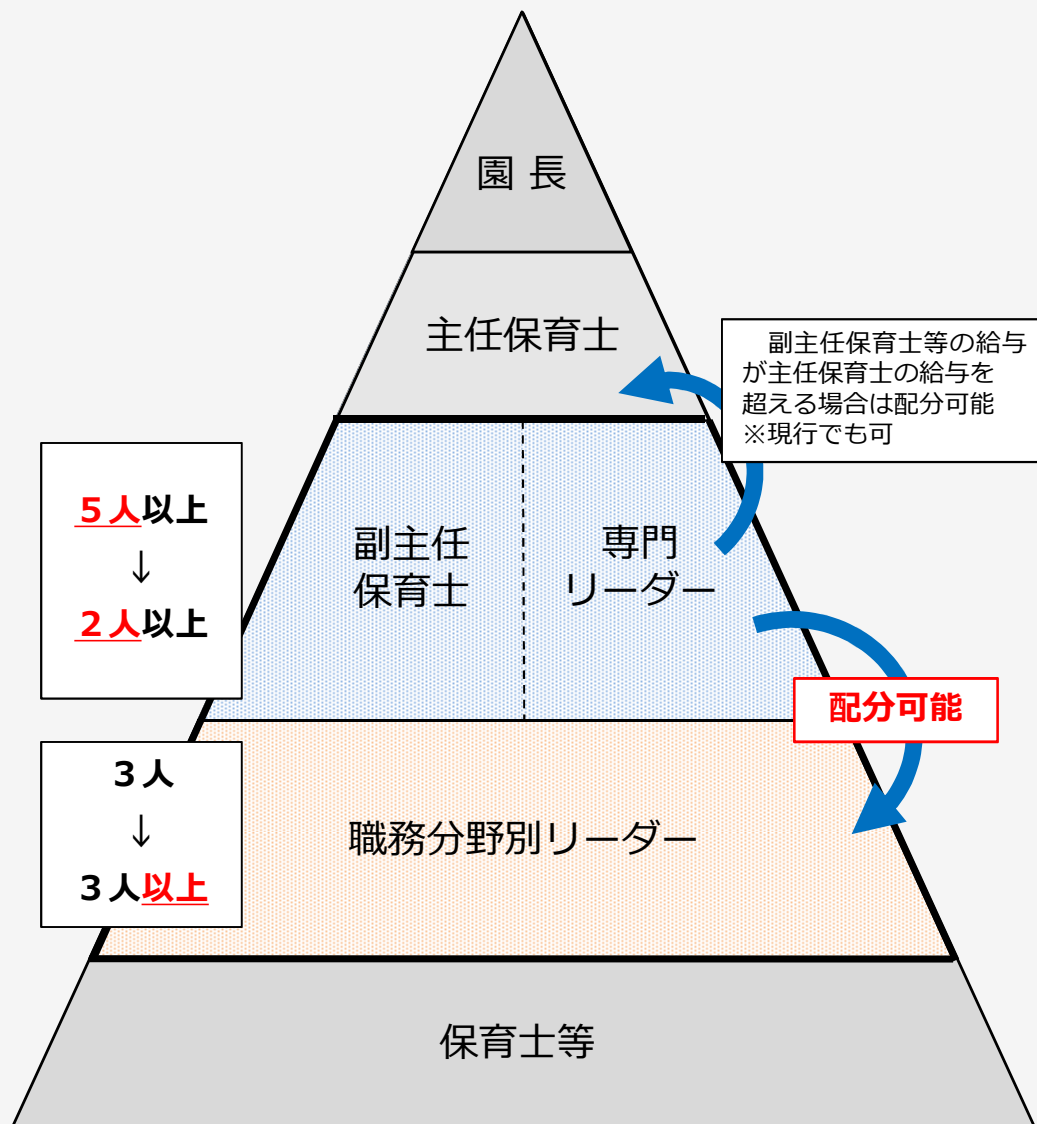 園 長
主任保育士
副主任保育士等の給与
が主任保育士の給与を
超える場合は配分可能
※現行でも可
5人以上
↓
2人以上
副主任
保育士
専門
リーダー
配分可能
3人
↓
3人以上
職務分野別リーダー
保育士等